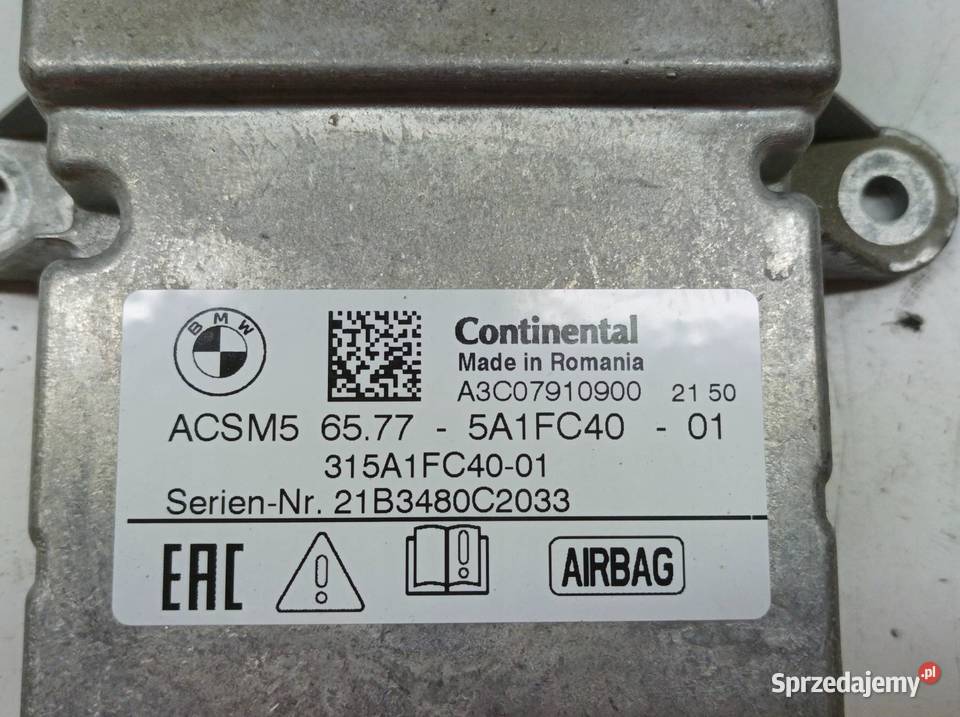 BMW
Continental
Made in Romania
A3C07910900 21 50
ACSM5 65.77 - 5A1FC40 - 01
315A1FC40-01
Serien-Nr. 21B3480C2033
EAC
AIRBAG
Sprzedajemy.pl